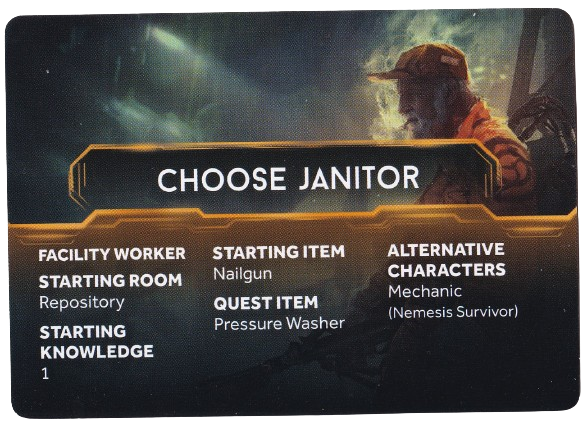 CHOOSE JANITOR
FACILITY WORKER
STARTING ROOM
Repository
STARTING
KNOWLEDGE
1
STARTING ITEM
Nailgun
QUEST ITEM
Pressure Washer
ALTERNATIVE
CHARACTERS
Mechanic
(Nemesis Survivor)